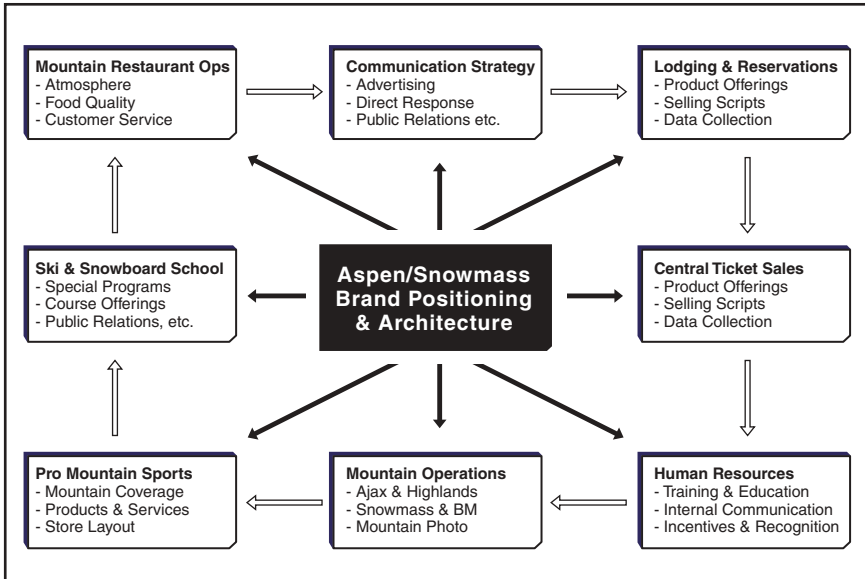 Mountain Restaurant Ops
- Atmosphere
- Food Quality
- Customer Service
Communication Strategy
- Advertising
- Direct Response
- Public Relations etc.
Lodging & Reservations
- Product Offerings
- Selling Scripts
- Data Collection
Ski & Snowboard School
- Special Programs
- Course Offerings
- Public Relations, etc.
Aspen/Snowmass
Brand Positioning
& Architecture
Central Ticket Sales
- Product Offerings
- Selling Scripts
- Data Collection
Pro Mountain Sports
- Mountain Coverage
- Products & Services
- Store Layout
Mountain Operations
- Ajax & Highlands
- Snowmass & BM
- Mountain Photo
Human Resources
- Training & Education
- Internal Communication
- Incentives & Recognition